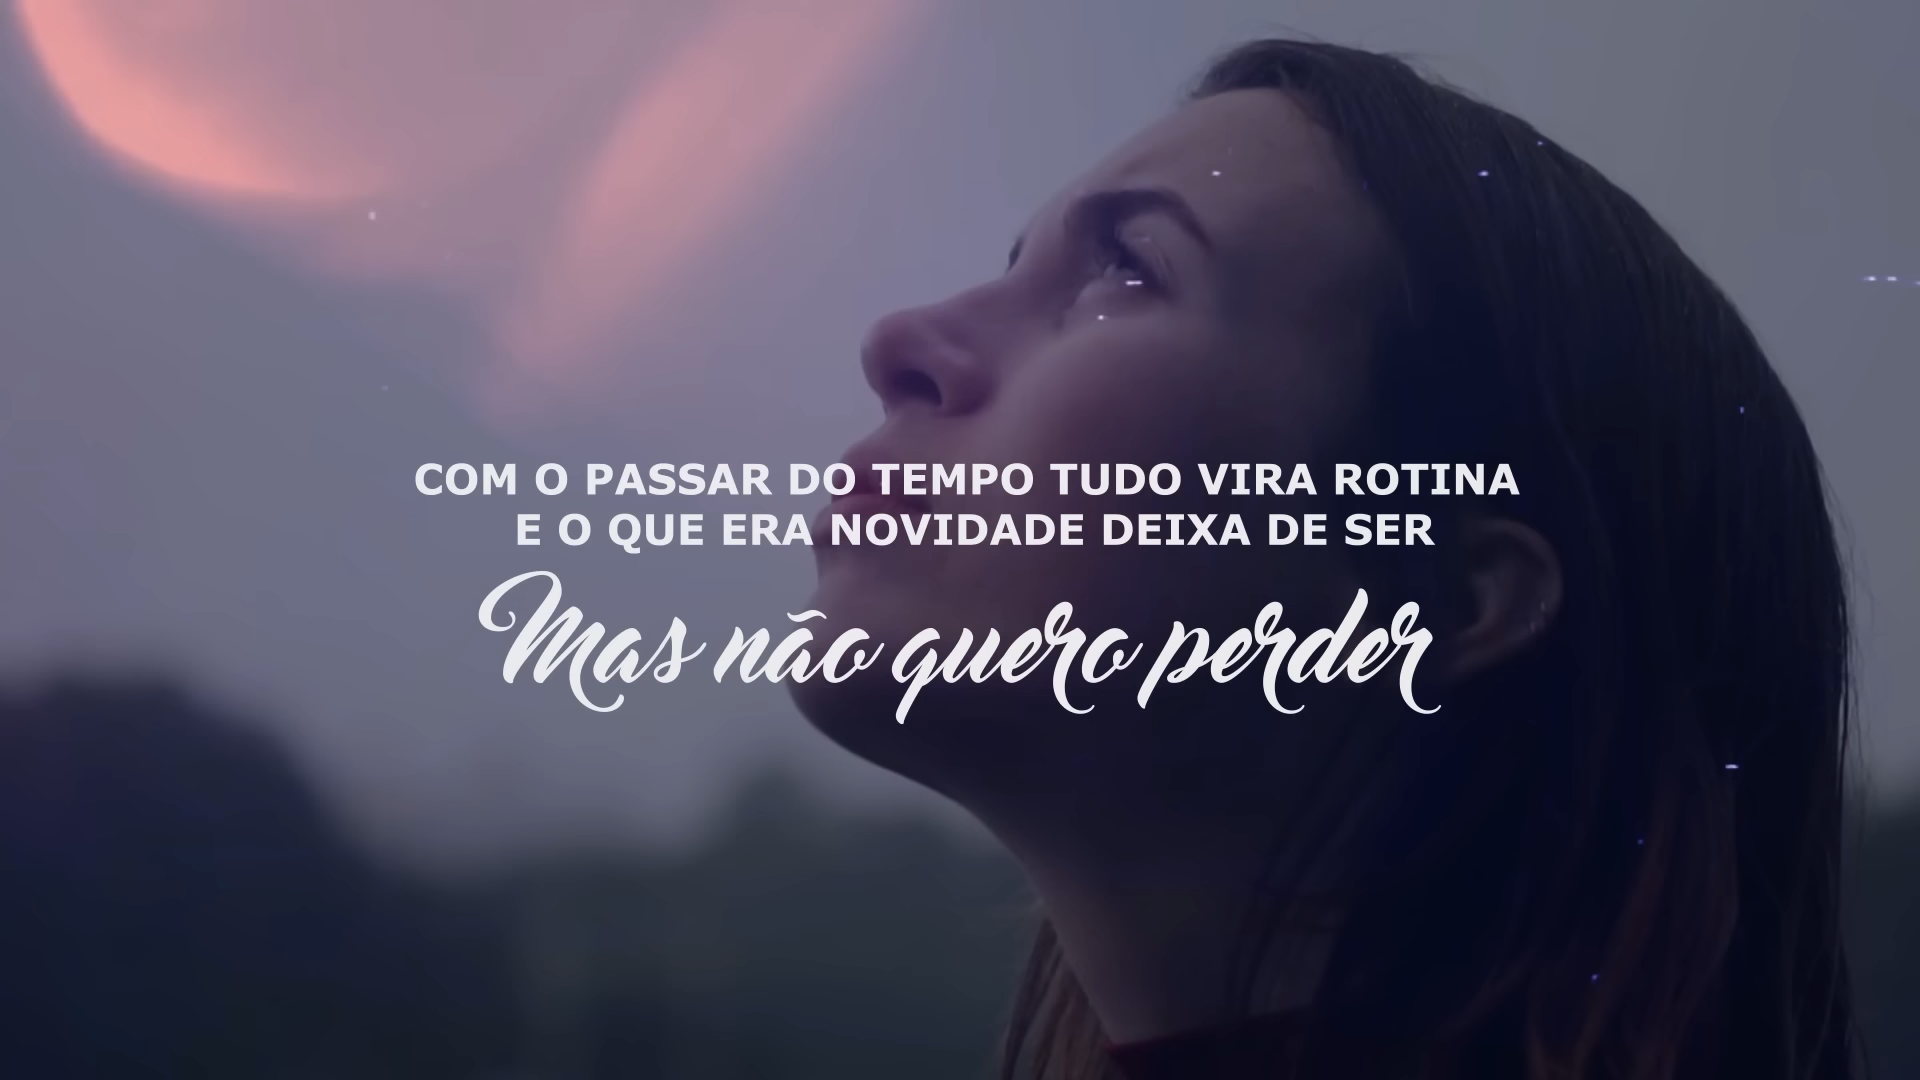 COM O PASSAR DO TEMPO TUDO VIRA ROTINA
E O QUE ERA NOVIDADE DEIXA DE SER
Mas não quero perder